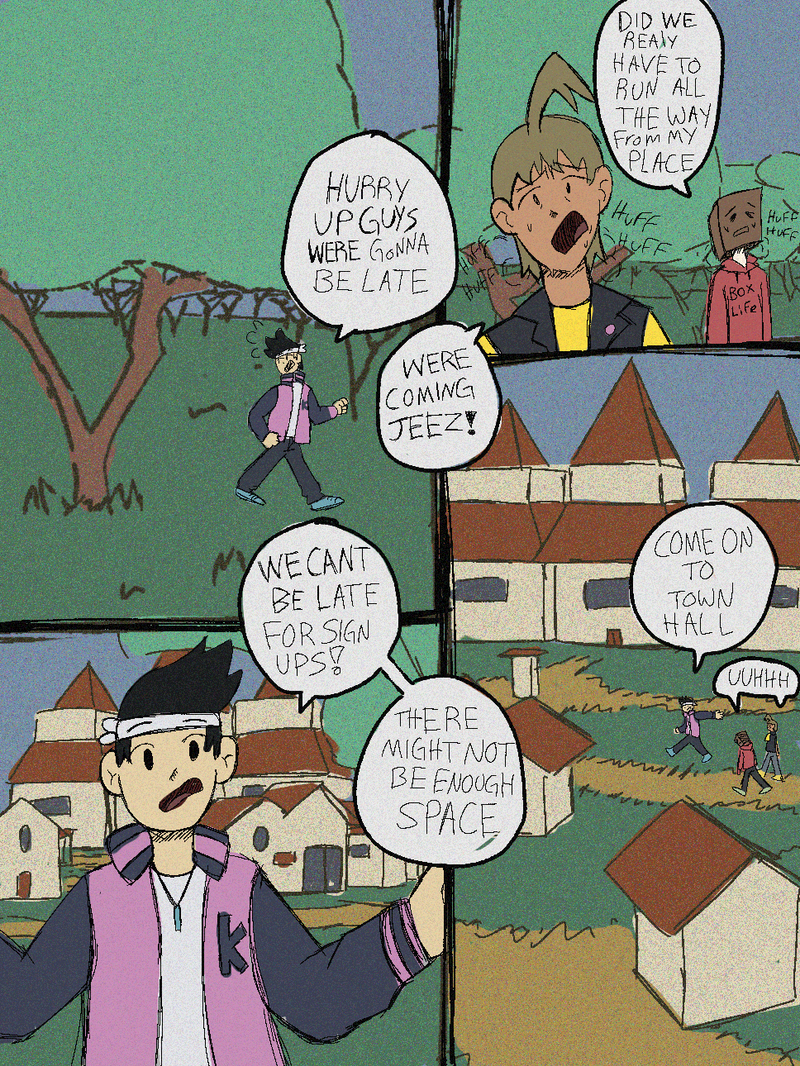 HURRY
UP GUYS
WERE GONNA
BE LATE
DID WE
REALY
HAVE TO
RUN ALL
THE WAY
From MY
PLACE
HUFF
HUFF
HUFF
HUFF
HUFF
HUFF
BOX
LiFe
WERE
COMING
JEEZ!
WE CANT
BE LATE
FOR SIGN
UPS!
THERE
MIGHT NOT
BE ENOUGH
SPACE
K
COME ON
TO
TOWN
HALL
UUHHH